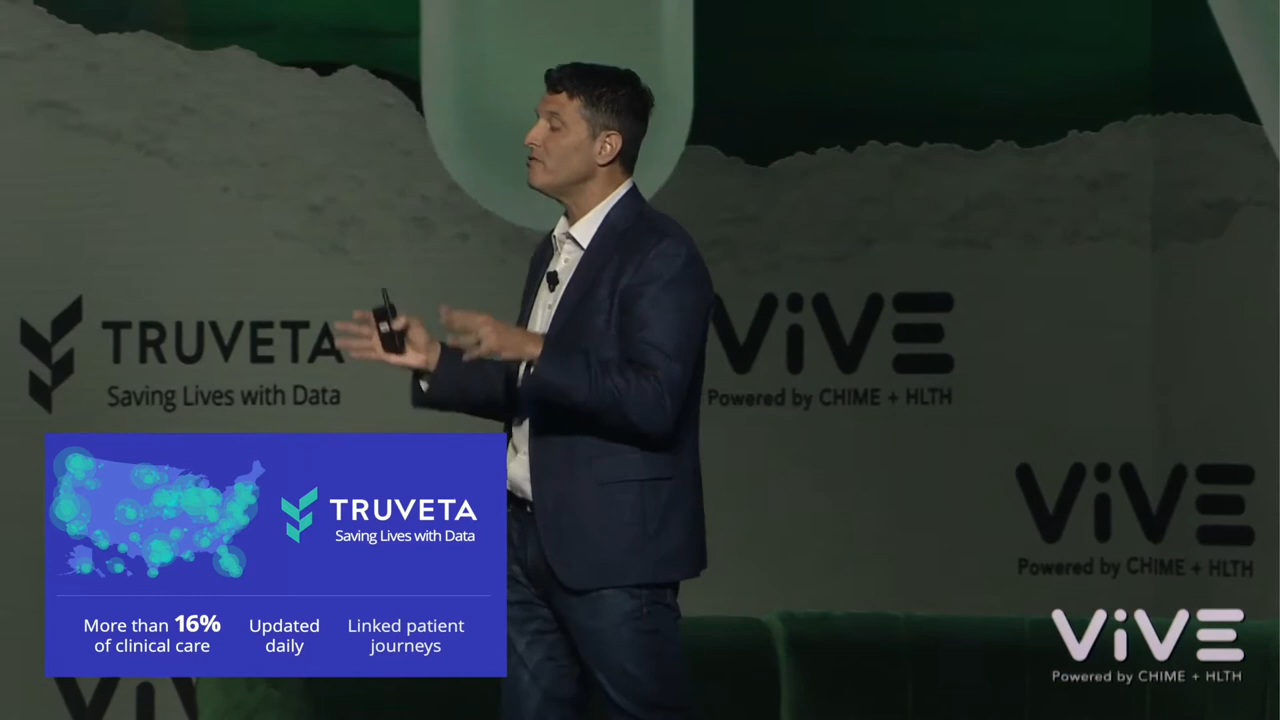 TRUVETA
Saving Lives with Data
ViVE
Powered by CHIME + HLTH
ViVE
Powered by CHIME + HLTH
TRUVETA
Saving Lives with Data
More than 16%
of clinical care
Updated
daily
Linked patient
journeys
ViVE
Powered by CHIME + HLTH